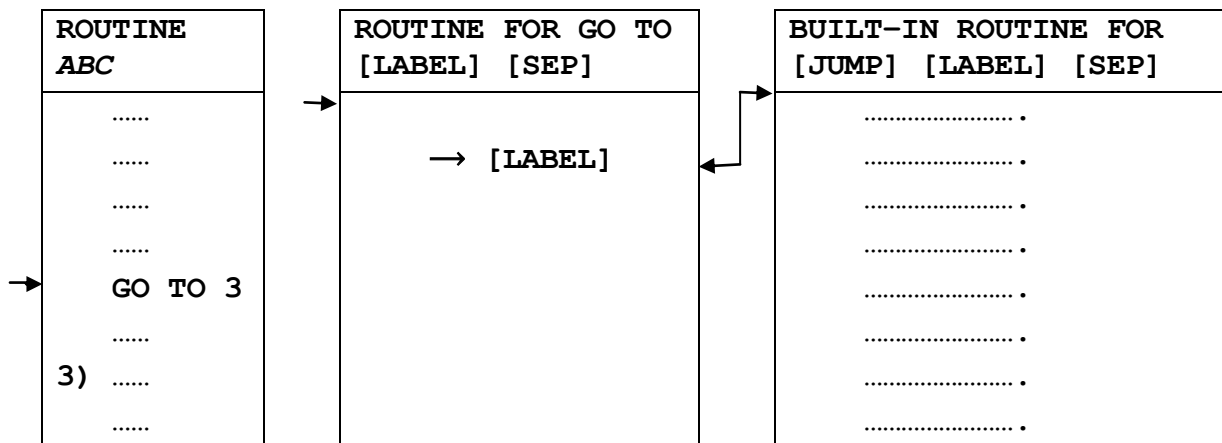 ROUTINE
ABC
……
……
……
……
GO TO 3
……
3) ……
……
ROUTINE FOR GO TO
[LABEL] [SEP]
→ [LABEL]
BUILT-IN ROUTINE FOR
[JUMP] [LABEL] [SEP]
…………………….
…………………….
…………………….
…………………….
…………………….
…………………….
…………………….
…………………….